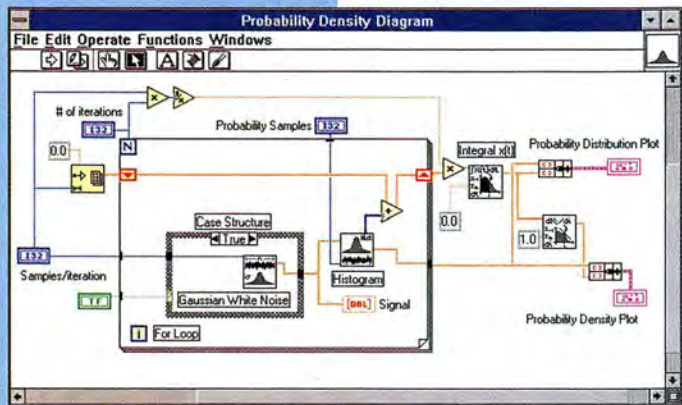 Probability Density Diagram
File Edit Operate Functions Windows
A
# of iterations
I32
Probability Samples
I32
N
0.0
Integral x(t)
Probability Distribution Plot
0.0
Case Structure
True
1.0
I32
Samples/iteration
Histogram
Gaussian White Noise
[DBL]
Signal
TF
Probability Density Plot
i
For Loop